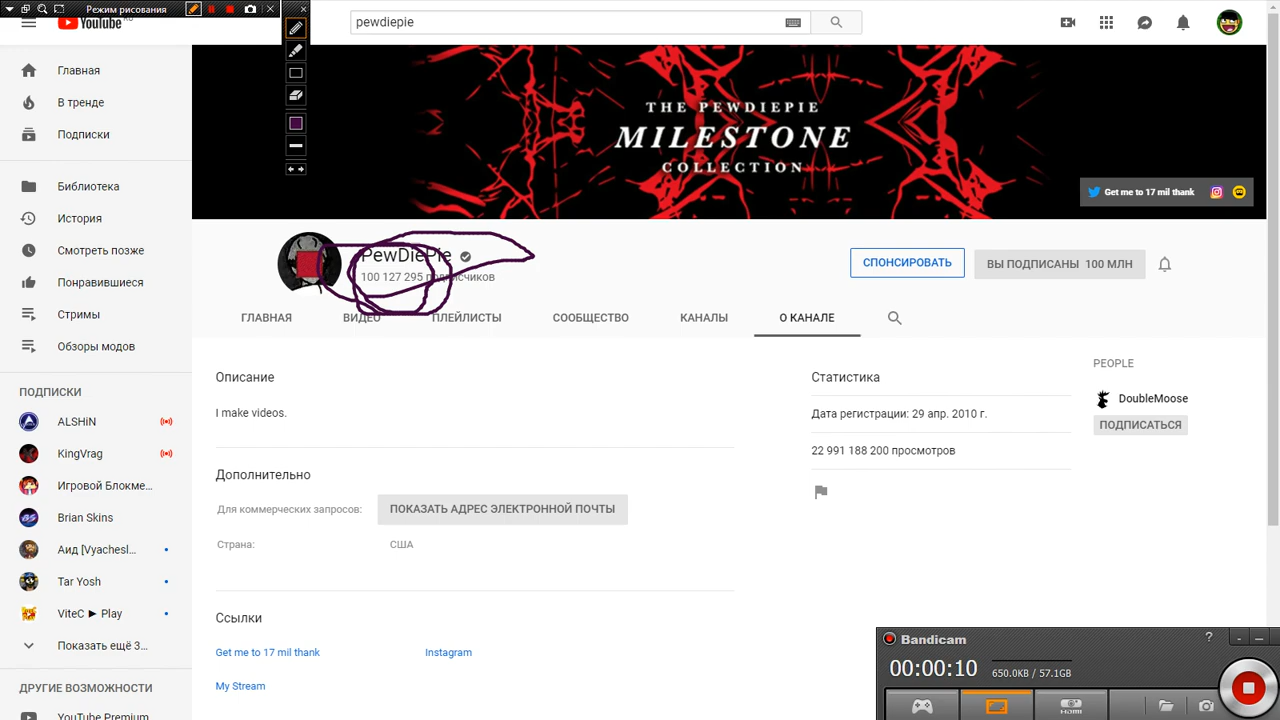 Режим рисования
YouTube RU
pewdiepie
Главная
В тренде
Подписки
Библиотека
История
Смотреть позже
Понравившиеся
Стримы
Обзоры модов
ПОДПИСКИ
ALSHiN
KingVrag
Игровой Блокме...
Brian Skins
Аид [Vyachesl...
Tar Yosh
ViteC ► Play
Показать ещё 3...
ДРУГИЕ ВОЗМОЖНОСТИ
YouTube Premium
THE PEWDIEPIE
MILESTONE
COLLECTION
Get me to 17 mil thank
PewDiePie
100 127 295 подписчиков
СПОНСИРОВАТЬ
ВЫ ПОДПИСАНЫ 100 МЛН
ГЛАВНАЯ
ВИДЕО
ПЛЕЙЛИСТЫ
СООБЩЕСТВО
КАНАЛЫ
О КАНАЛЕ
Описание
I make videos.
Дополнительно
Для коммерческих запросов:
ПОКАЗАТЬ АДРЕС ЭЛЕКТРОННОЙ ПОЧТЫ
Страна:
США
Ссылки
Get me to 17 mil thank
Instagram
My Stream
Статистика
Дата регистрации: 29 апр. 2010 г.
22 991 188 200 просмотров
PEOPLE
DoubleMoose
ПОДПИСАТЬСЯ
Bandicam
00:00:10
650.0KB / 57.1GB
HDMI